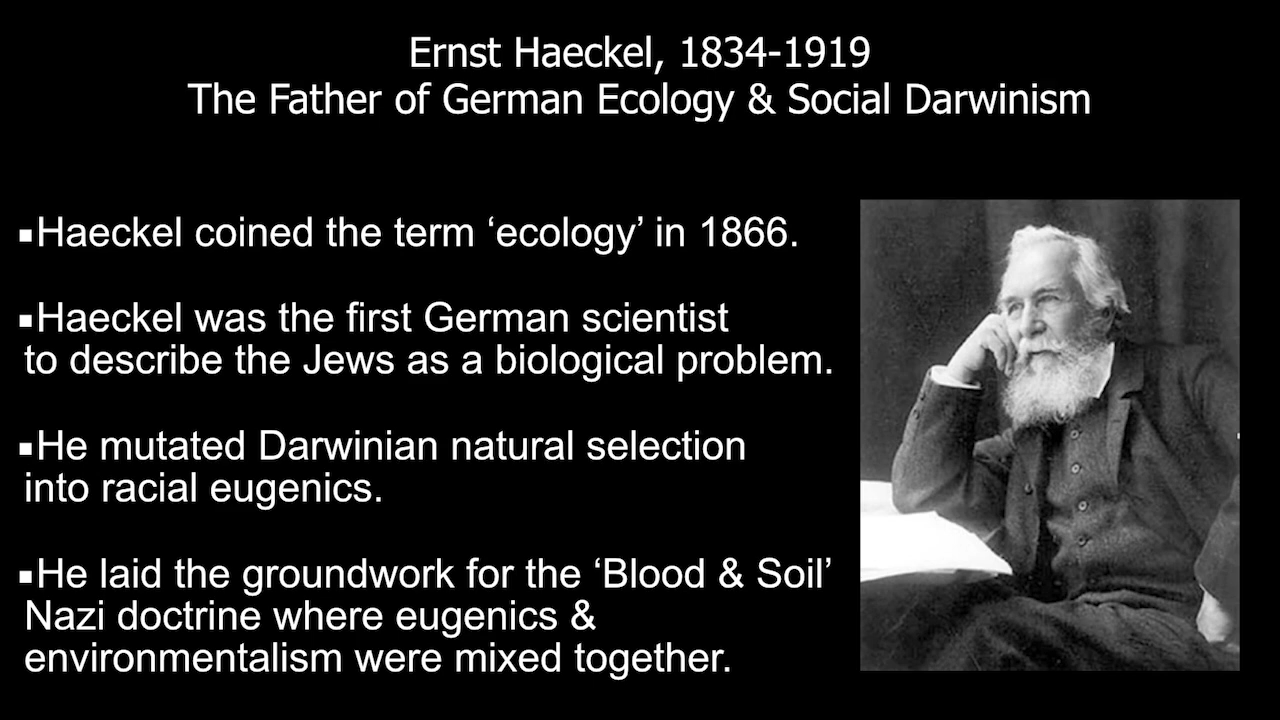 Ernst Haeckel, 1834-1919
The Father of German Ecology & Social Darwinism
▪Haeckel coined the term ‘ecology’ in 1866.
▪Haeckel was the first German scientist
to describe the Jews as a biological problem.
▪He mutated Darwinian natural selection
into racial eugenics.
▪He laid the groundwork for the ‘Blood & Soil’
Nazi doctrine where eugenics &
environmentalism were mixed together.